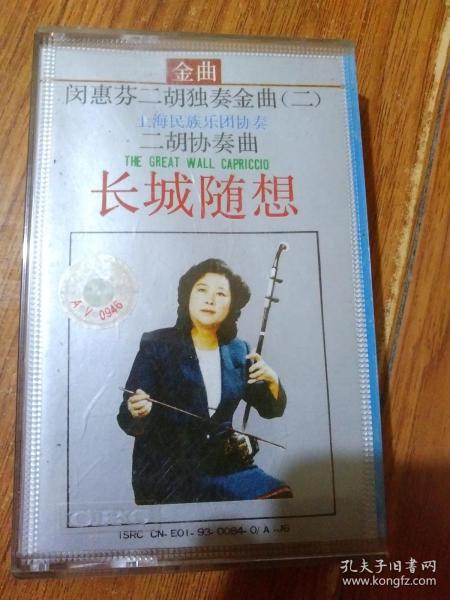 金曲
闵惠芬二胡独奏金曲(二)
上海民族乐团协奏
二胡协奏曲
THE GREAT WALL CAPRICCIO
长城随想
A V 0946
ISRC CN-E01-93-0084-0/A·J6
孔夫子旧书网
www.kongfz.com